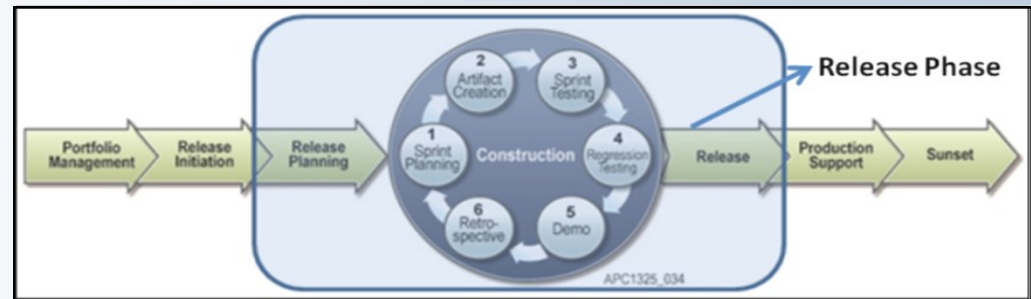 Portfolio
Management
Release
Initiation
Release
Planning
1
Sprint
Planning
2
Artifact
Creation
3
Sprint
Testing
4
Regression
Testing
5
Demo
6
Retro-
spective
Construction
Release
Release Phase
Production
Support
Sunset
APC1325_034